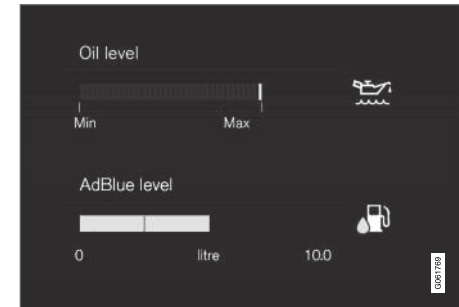 Oil level
Min Max
AdBlue level
0 litre 10.0
G061769